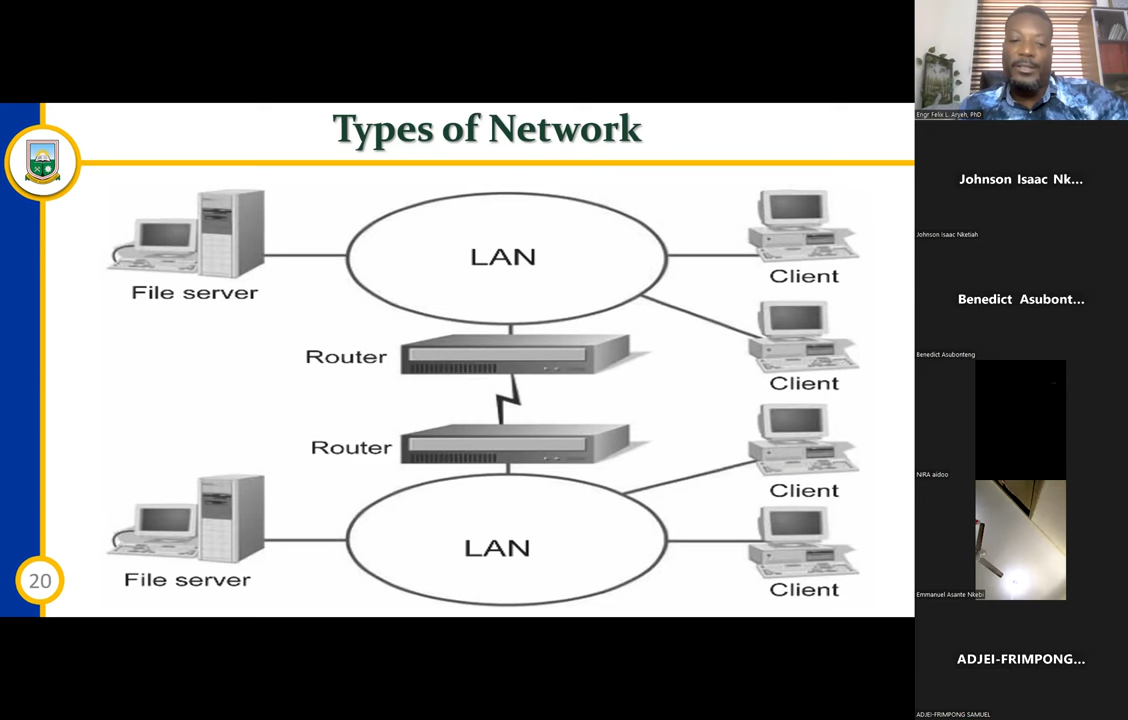 Types of Network
LAN
File server
Client
Router
Client
Router
Client
LAN
File server
Client
20
Engr Felix L. Aryeh, PhD
Johnson Isaac Nk...
Johnson Isaac Nketiah
Benedict Asubont...
Benedict Asubonteng
NIRA aidoo
Emmanuel Asante Nkebi
ADJEI-FRIMPONG...
ADJEI-FRIMPONG SAMUEL